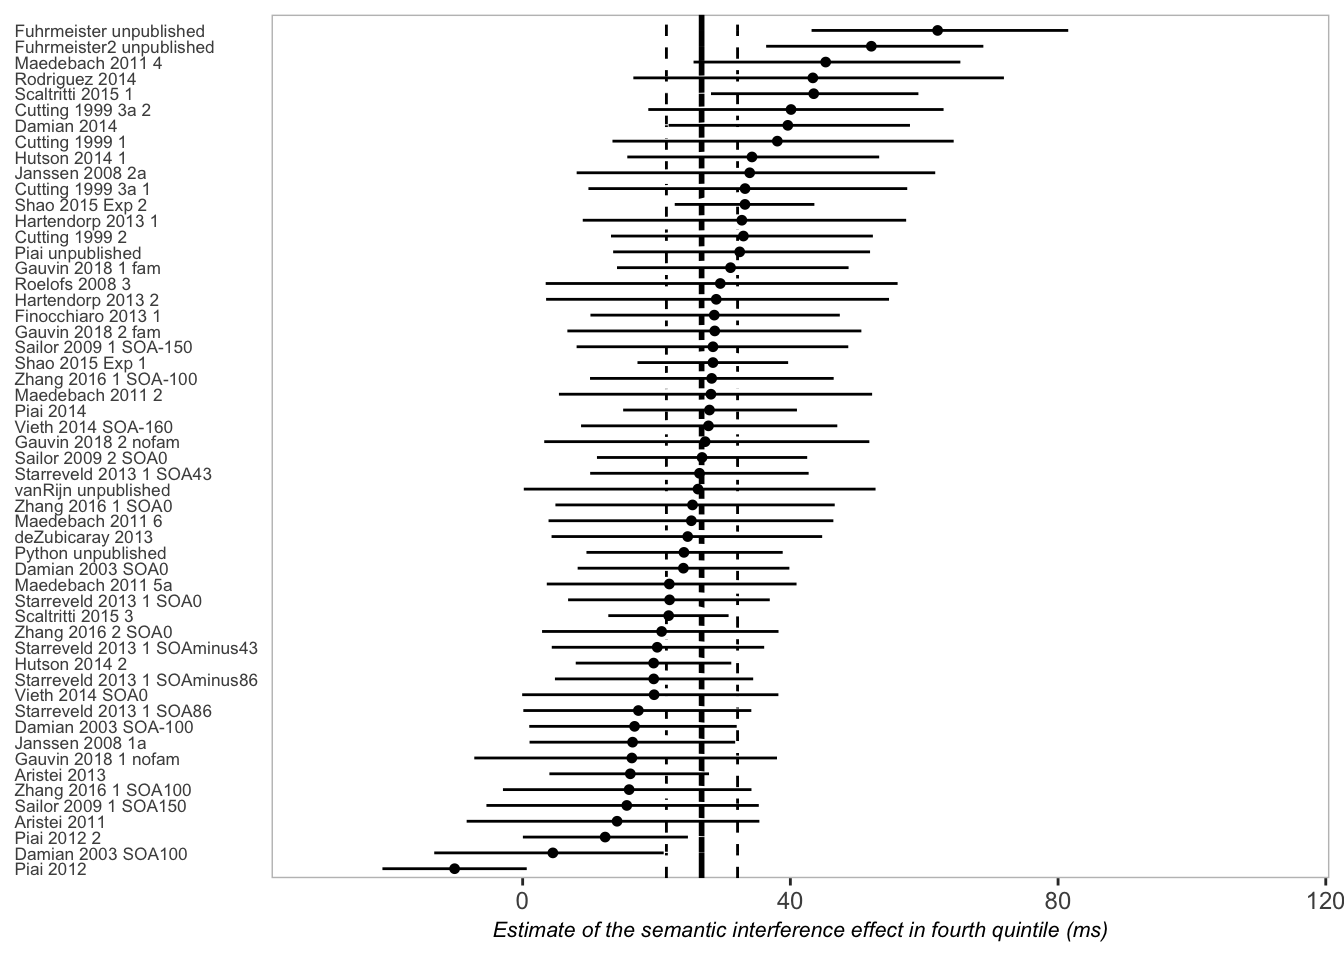 Fuhrmeister unpublished
Fuhrmeister2 unpublished
Maedebach 2011 4
Rodriguez 2014
Scaltritti 2015 1
Cutting 1999 3a 2
Damian 2014
Cutting 1999 1
Hutson 2014 1
Janssen 2008 2a
Cutting 1999 3a 1
Shao 2015 Exp 2
Hartendorp 2013 1
Cutting 1999 2
Piai unpublished
Gauvin 2018 1 fam
Roelofs 2008 3
Hartendorp 2013 2
Finocchiaro 2013 1
Gauvin 2018 2 fam
Sailor 2009 1 SOA-150
Shao 2015 Exp 1
Zhang 2016 1 SOA-100
Maedebach 2011 2
Piai 2014
Vieth 2014 SOA-160
Gauvin 2018 2 nofam
Sailor 2009 2 SOA0
Starreveld 2013 1 SOA43
vanRijn unpublished
Zhang 2016 1 SOA0
Maedebach 2011 6
deZubicaray 2013
Python unpublished
Damian 2003 SOA0
Maedebach 2011 5a
Starreveld 2013 1 SOA0
Scaltritti 2015 3
Zhang 2016 2 SOA0
Starreveld 2013 1 SOAminus43
Hutson 2014 2
Starreveld 2013 1 SOAminus86
Vieth 2014 SOA0
Starreveld 2013 1 SOA86
Damian 2003 SOA-100
Janssen 2008 1a
Gauvin 2018 1 nofam
Aristei 2013
Zhang 2016 1 SOA100
Sailor 2009 1 SOA150
Aristei 2011
Piai 2012 2
Damian 2003 SOA100
Piai 2012
0 40 80 120
Estimate of the semantic interference effect in fourth quintile (ms)